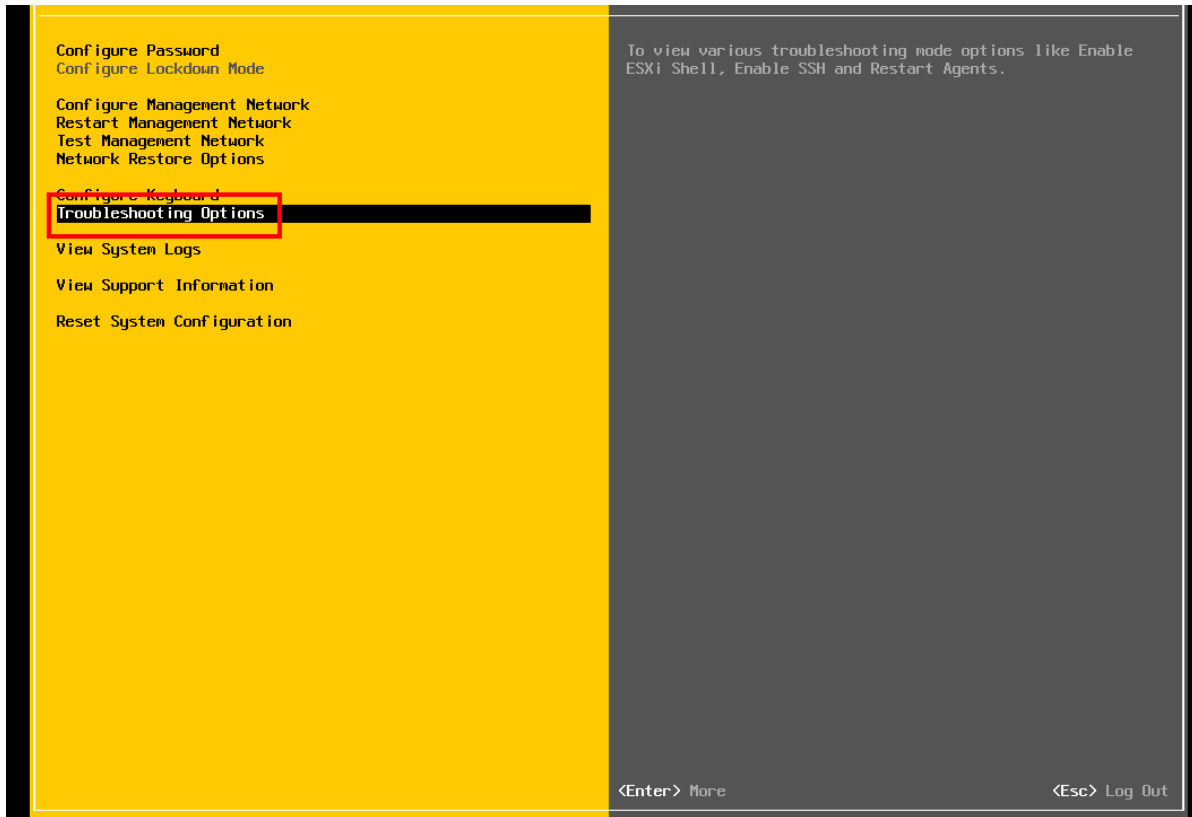 Configure Password
Configure Lockdown Mode
Configure Management Network
Restart Management Network
Test Management Network
Network Restore Options
Configure Keyboard
Troubleshooting Options
View System Logs
View Support Information
Reset System Configuration
To view various troubleshooting mode options like Enable
ESXi Shell, Enable SSH and Restart Agents.
<Enter> More
<Esc> Log Out